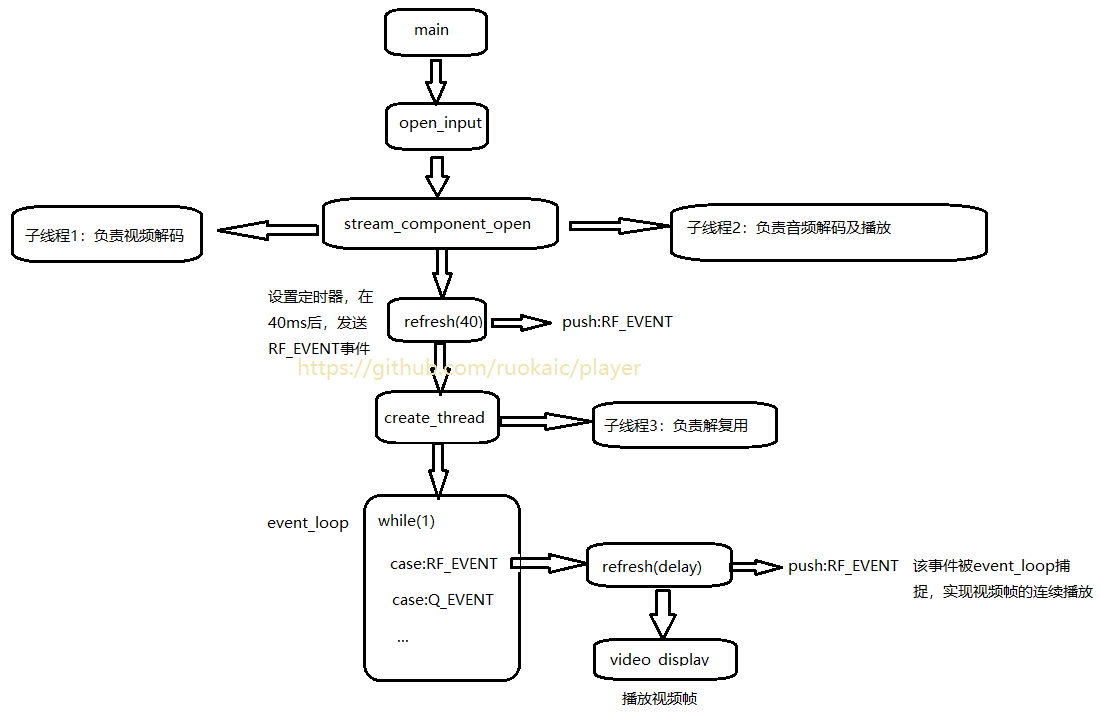 main
open_input
子线程1：负责视频解码
stream_component_open
子线程2：负责音频解码及播放
设置定时器，在
40ms后，发送
RF_EVENT事件
refresh(40)
push:RF_EVENT
https://github.com/ruokaic/player
create_thread
子线程3：负责解复用
event_loop
while(1)
case:RF_EVENT
refresh(delay)
push:RF_EVENT
该事件被event_loop捕
捉，实现视频帧的连续播放
case:Q_EVENT
...
video_display
播放视频帧